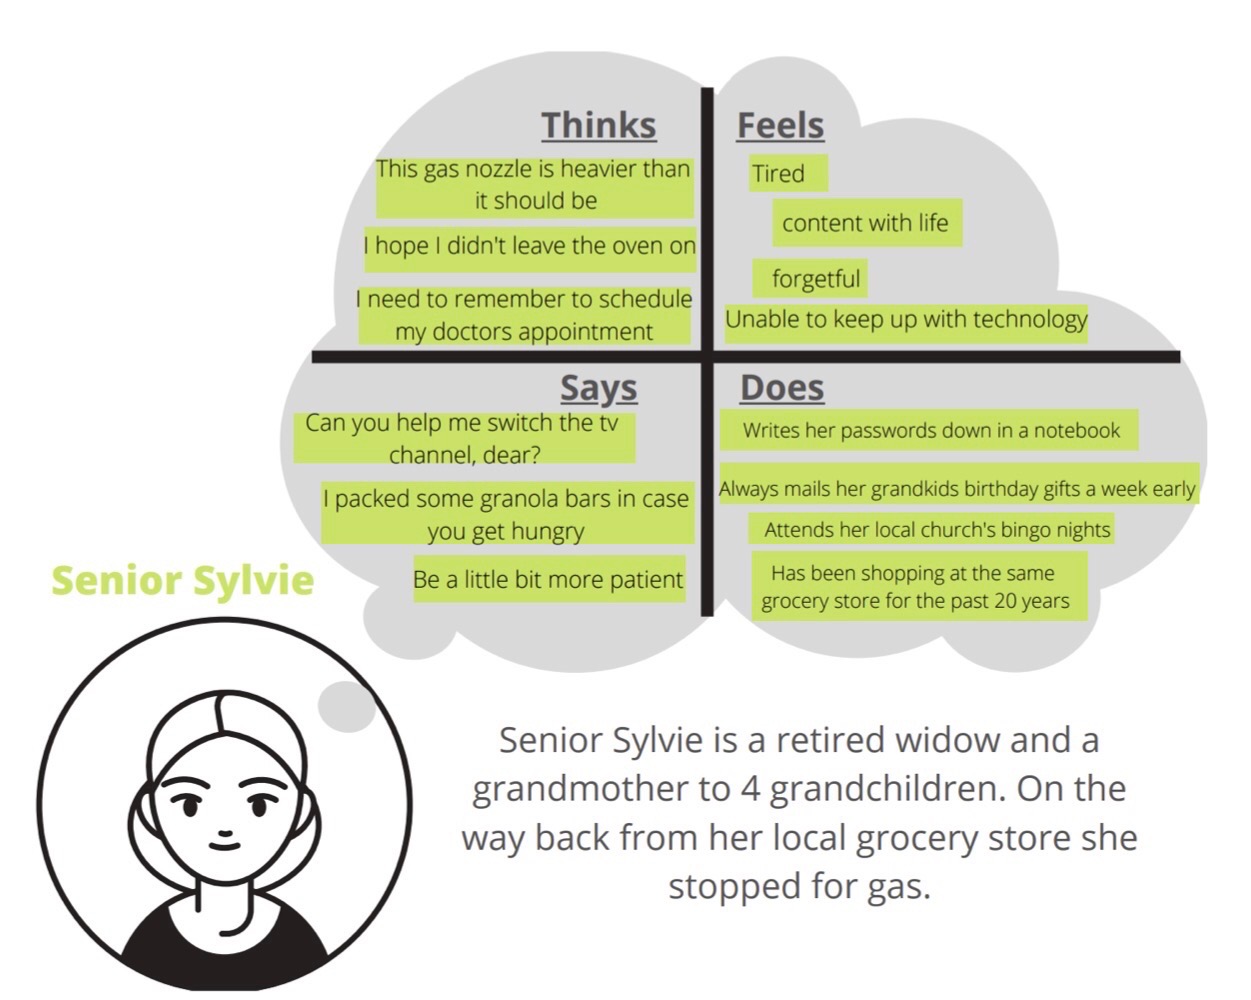 Thinks
This gas nozzle is heavier than
it should be
I hope I didn't leave the oven on
I need to remember to schedule
my doctors appointment
Feels
Tired
content with life
forgetful
Unable to keep up with technology
Says
Can you help me switch the tv
channel, dear?
I packed some granola bars in case
you get hungry
Be a little bit more patient
Does
Writes her passwords down in a notebook
Always mails her grandkids birthday gifts a week early
Attends her local church's bingo nights
Has been shopping at the same
grocery store for the past 20 years
Senior Sylvie
Senior Sylvie is a retired widow and a
grandmother to 4 grandchildren. On the
way back from her local grocery store she
stopped for gas.